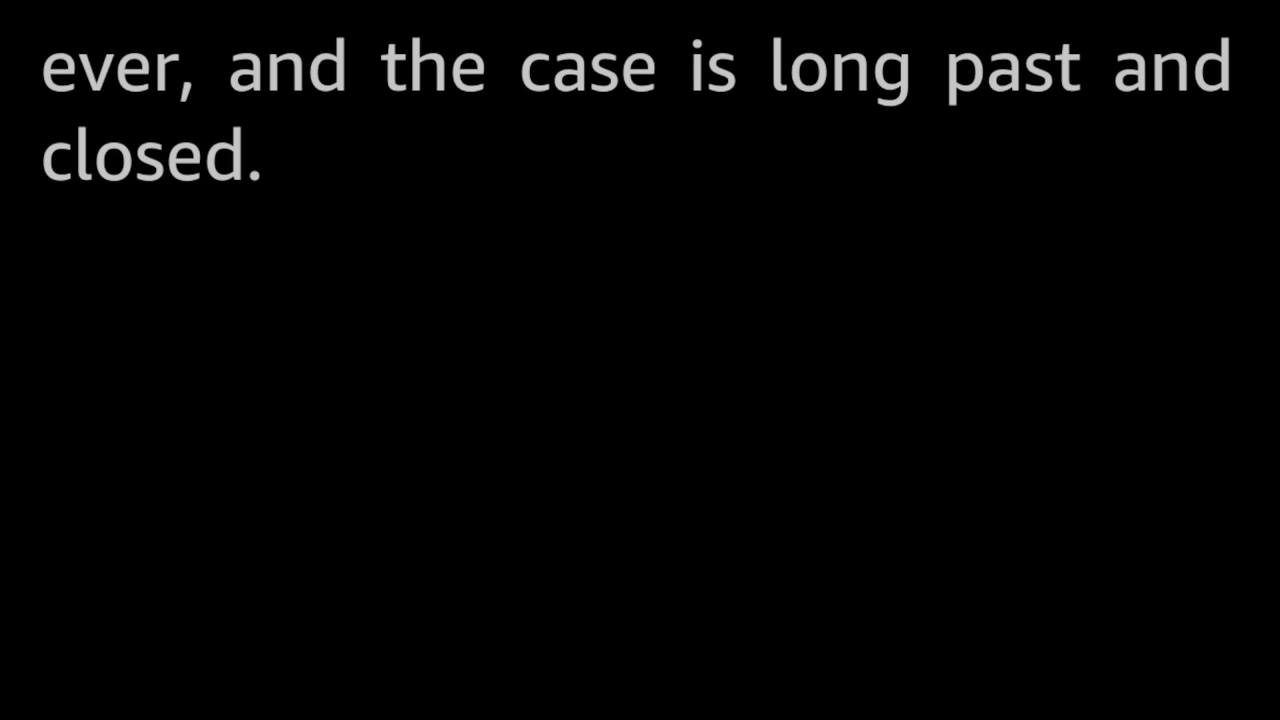 ever, and the case is long past and
closed.